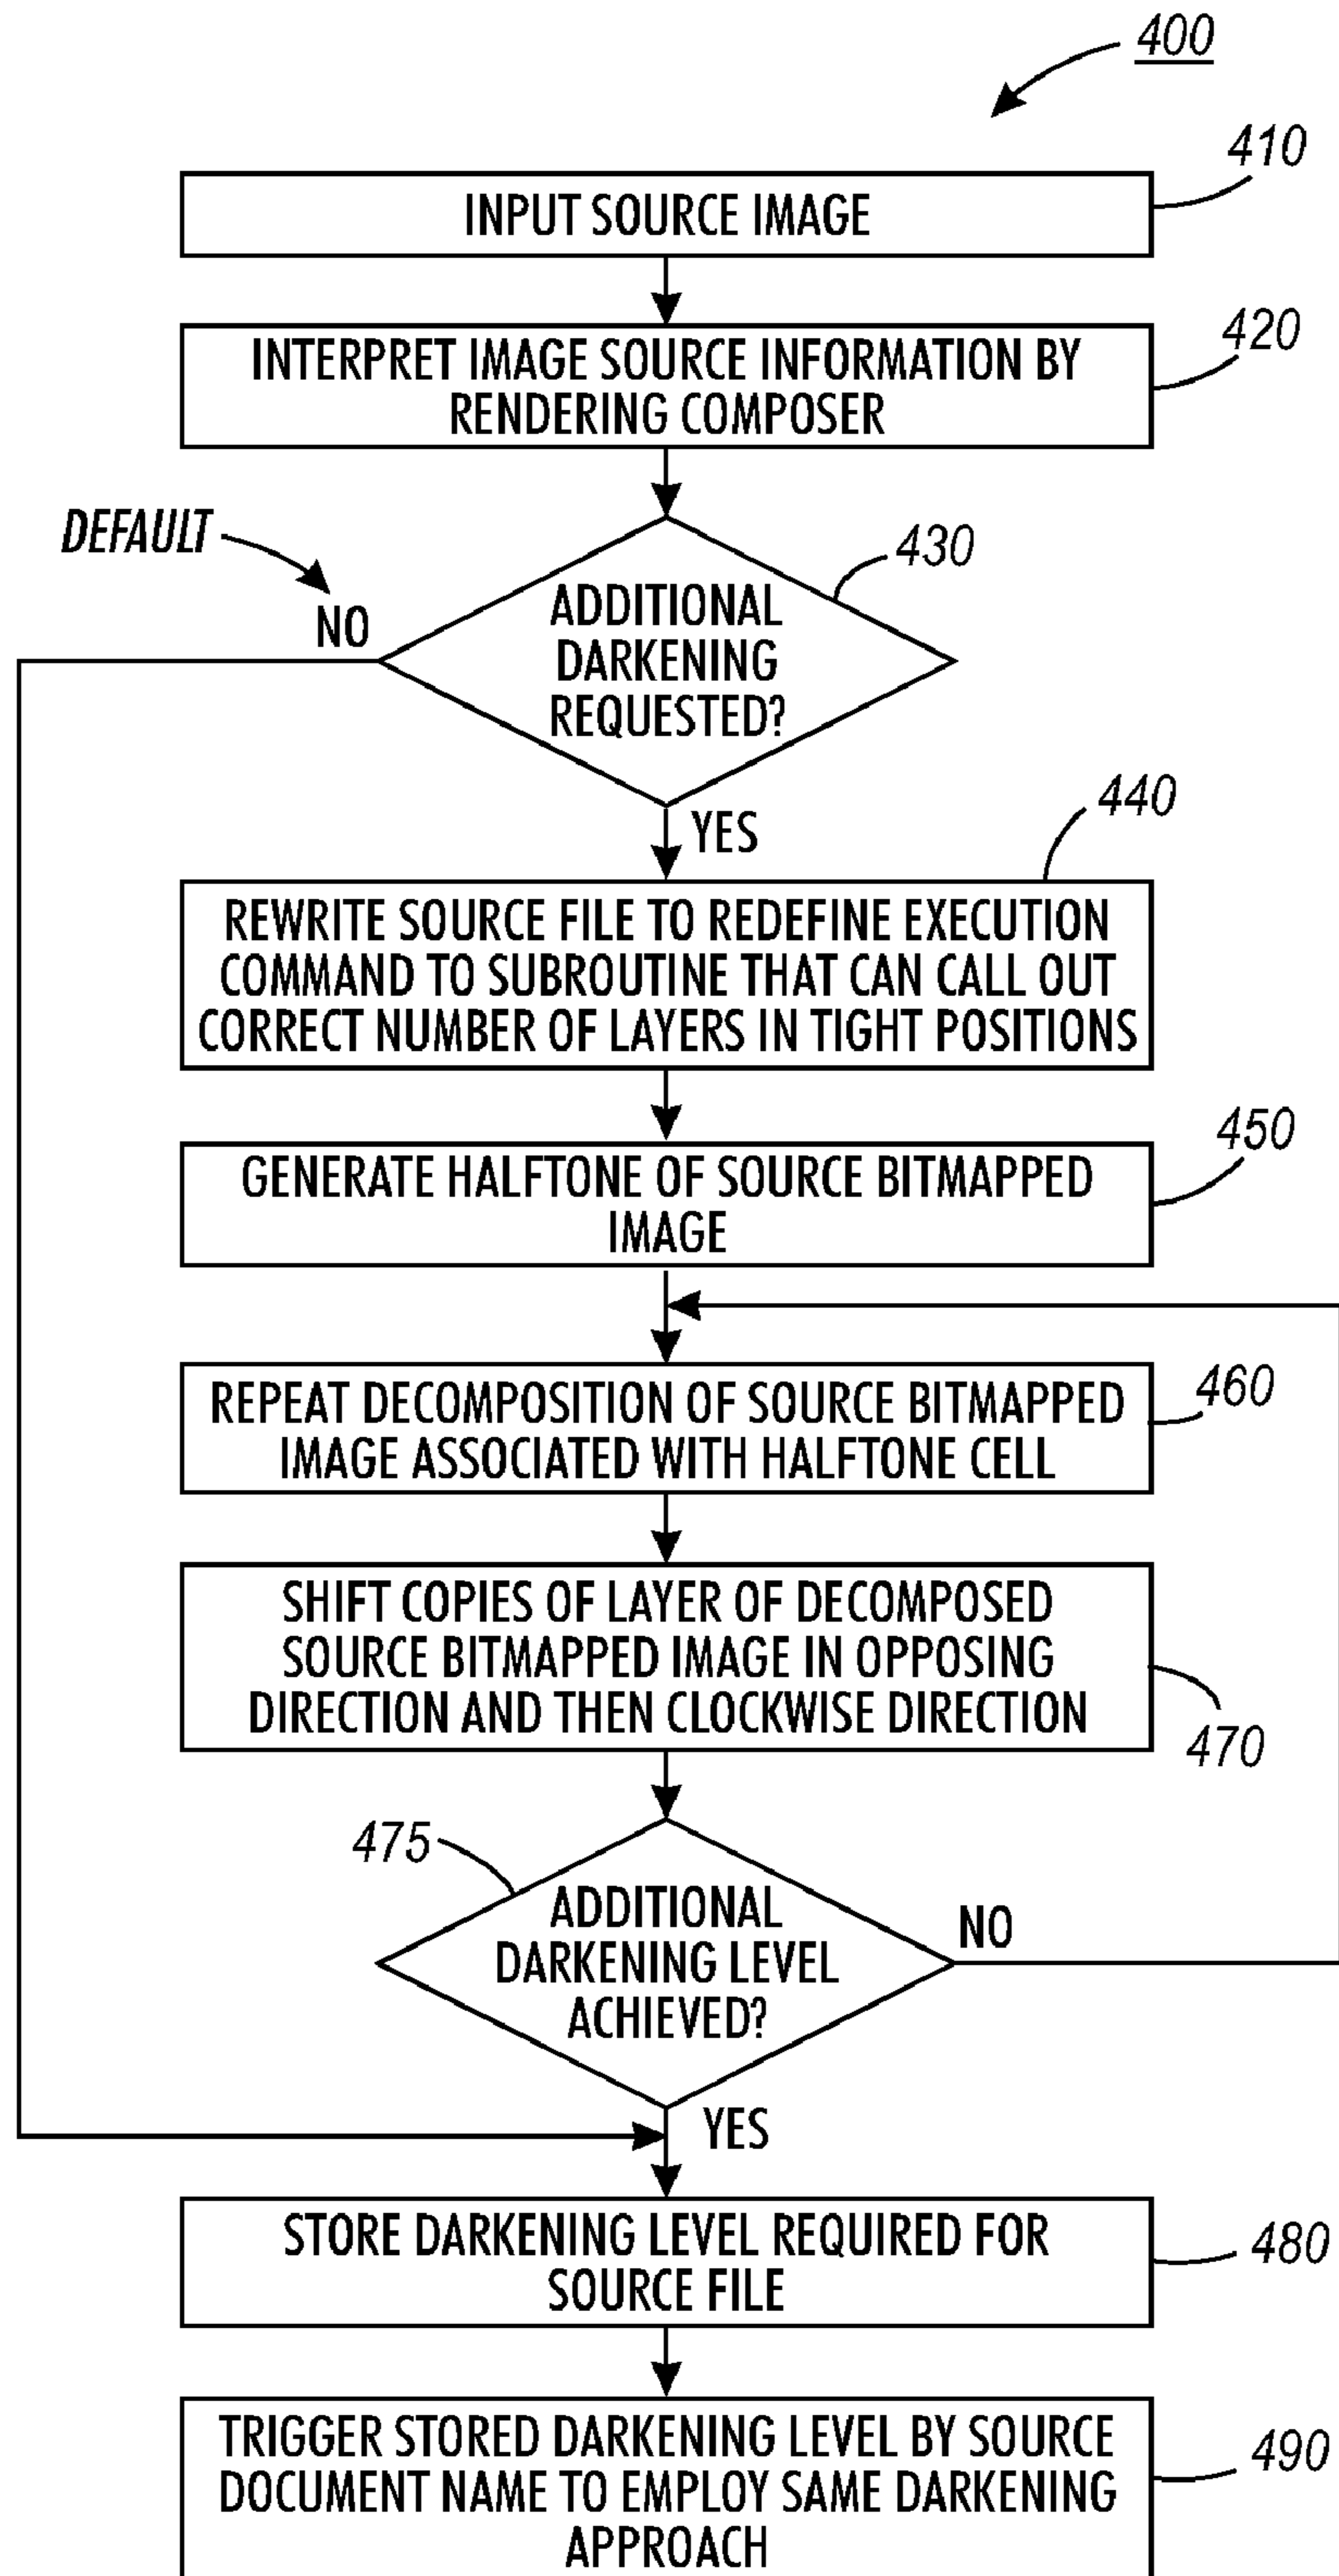 400
410
INPUT SOURCE IMAGE
420
INTERPRET IMAGE SOURCE INFORMATION BY
RENDERING COMPOSER
DEFAULT
430
NO
ADDITIONAL
DARKENING
REQUESTED?
440
YES
REWRITE SOURCE FILE TO REDEFINE EXECUTION
COMMAND TO SUBROUTINE THAT CAN CALL OUT
CORRECT NUMBER OF LAYERS IN TIGHT POSITIONS
450
GENERATE HALFTONE OF SOURCE BITMAPPED
IMAGE
460
REPEAT DECOMPOSITION OF SOURCE BITMAPPED
IMAGE ASSOCIATED WITH HALFTONE CELL
SHIFT COPIES OF LAYER OF DECOMPOSED
SOURCE BITMAPPED IMAGE IN OPPOSING
DIRECTION AND THEN CLOCKWISE DIRECTION
470
475
ADDITIONAL
DARKENING LEVEL
ACHIEVED?
NO
YES
STORE DARKENING LEVEL REQUIRED FOR
SOURCE FILE
480
TRIGGER STORED DARKENING LEVEL BY SOURCE
DOCUMENT NAME TO EMPLOY SAME DARKENING
APPROACH
490